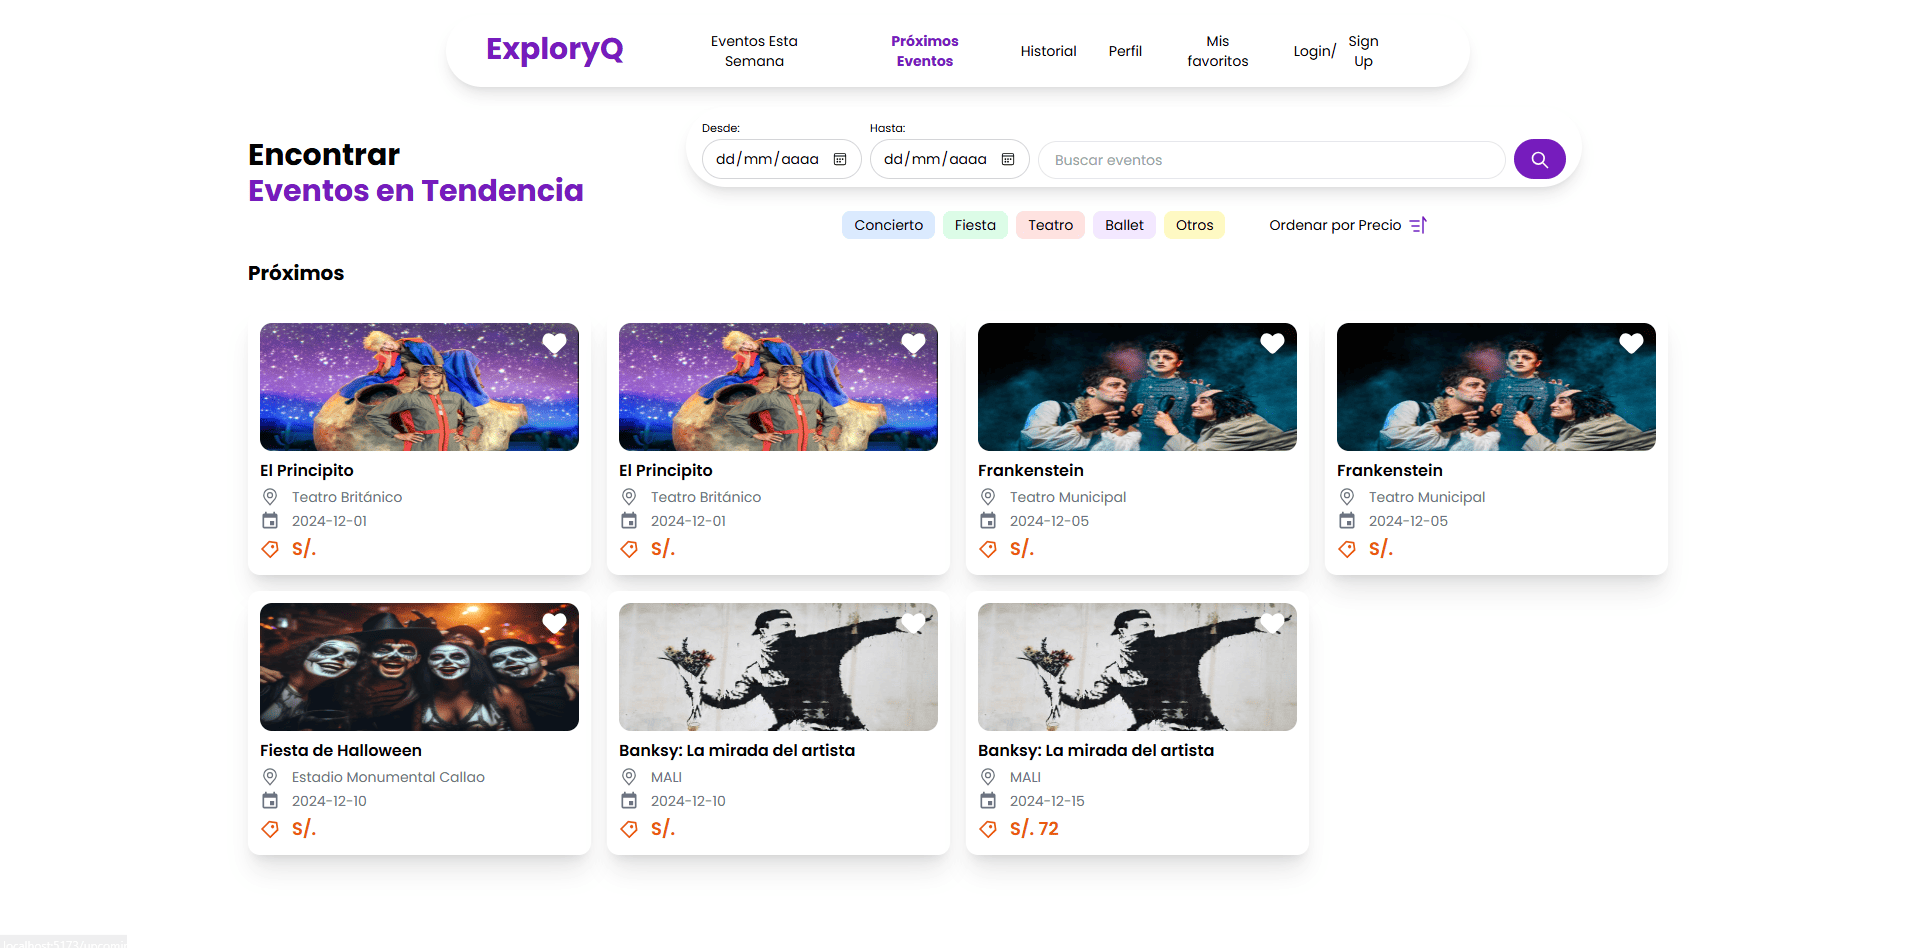 ExploryQ
Eventos Esta
Semana
Próximos
Eventos
Historial
Perfil
Mis
favoritos
Login/
Sign
Up
Encontrar
Eventos en Tendencia
Desde:
dd/mm/aaaa
Hasta:
dd/mm/aaaa
Buscar eventos
Concierto
Fiesta
Teatro
Ballet
Otros
Ordenar por Precio
Próximos
El Principito
Teatro Británico
2024-12-01
S/.
El Principito
Teatro Británico
2024-12-01
S/.
Frankenstein
Teatro Municipal
2024-12-05
S/.
Frankenstein
Teatro Municipal
2024-12-05
S/.
Fiesta de Halloween
Estadio Monumental Callao
2024-12-10
S/.
Banksy: La mirada del artista
MALI
2024-12-10
S/.
Banksy: La mirada del artista
MALI
2024-12-15
S/. 72